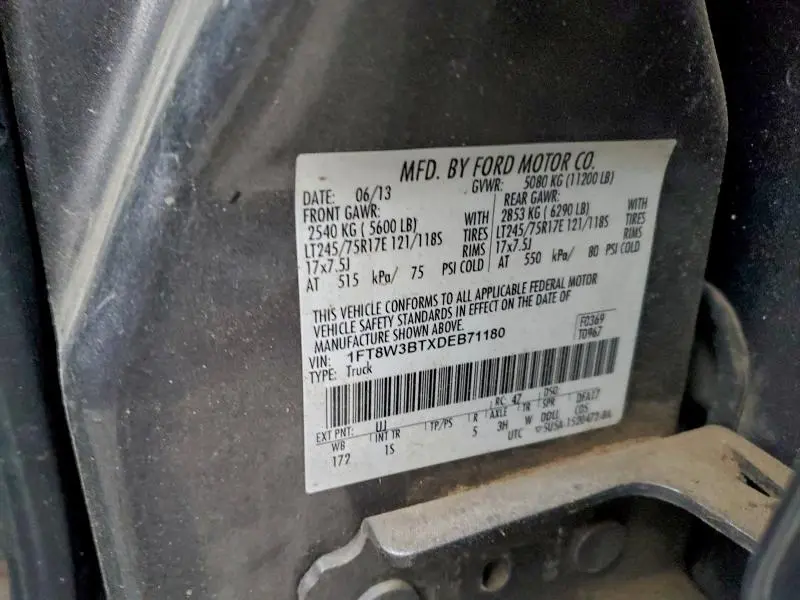 MFD. BY FORD MOTOR CO.
DATE: 06/13 GVWR: 5080 KG (11200 LB)
FRONT GAWR: REAR GAWR:
2540 KG ( 5600 LB) WITH 2853 KG ( 6290 LB) WITH
LT245/75R17E 121/118S TIRES LT245/75R17E 121/118S TIRES
17x7.5J RIMS 17x7.5J RIMS
AT 515 kPa/ 75 PSI COLD AT 550 kPa/ 80 PSI COLD
THIS VEHICLE CONFORMS TO ALL APPLICABLE FEDERAL MOTOR
VEHICLE SAFETY STANDARDS IN EFFECT ON THE DATE OF
MANUFACTURE SHOWN ABOVE.
F0369
VIN: 1FT8W3BTXDEB71180 T0967
TYPE: Truck
EXT PNT: UJ RC: 47 DSO:
WB INT TR TP/PS R AXLE TR SPR
172 1S 5 3H W DDLL
UTC